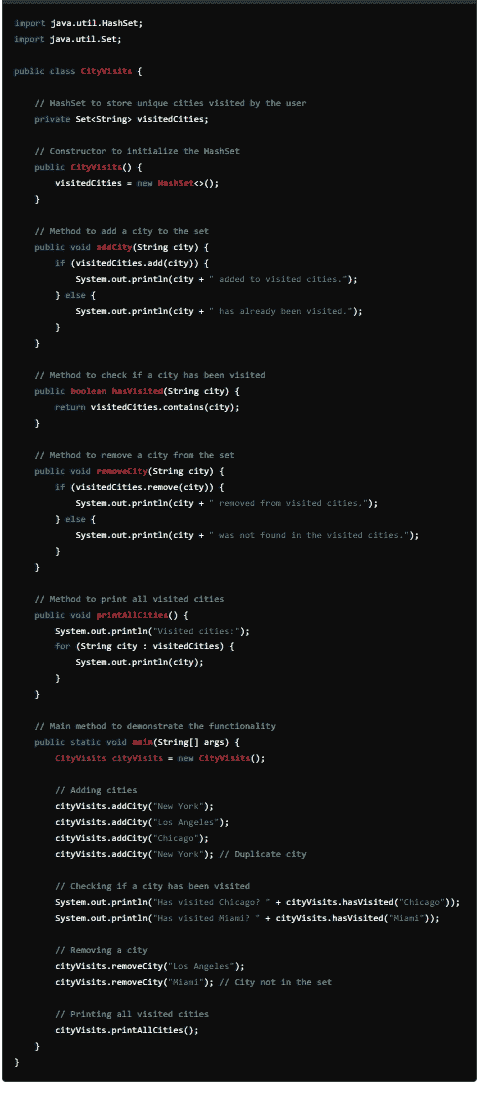 import java.util.HashSet;
import java.util.Set;

public class CityVisits {

    // HashSet to store unique cities visited by the user
    private Set<String> visitedCities;

    // Constructor to initialize the HashSet
    public CityVisits() {
        visitedCities = new HashSet<>();
    }

    // Method to add a city to the set
    public void addCity(String city) {
        if (visitedCities.add(city)) {
            System.out.println(city + " added to visited cities.");
        } else {
            System.out.println(city + " has already been visited.");
        }
    }

    // Method to check if a city has been visited
    public boolean hasVisited(String city) {
        return visitedCities.contains(city);
    }

    // Method to remove a city from the set
    public void removeCity(String city) {
        if (visitedCities.remove(city)) {
            System.out.println(city + " removed from visited cities.");
        } else {
            System.out.println(city + " was not found in the visited cities.");
        }
    }

    // Method to print all visited cities
    public void printAllCities() {
        System.out.println("Visited cities:");
        for (String city : visitedCities) {
            System.out.println(city);
        }
    }

    // Main method to demonstrate the functionality
    public static void main(String[] args) {
        CityVisits cityVisits = new CityVisits();

        // Adding cities
        cityVisits.addCity("New York");
        cityVisits.addCity("Los Angeles");
        cityVisits.addCity("Chicago");
        cityVisits.addCity("New York"); // Duplicate city

        // Checking if a city has been visited
        System.out.println("Has visited Chicago? " + cityVisits.hasVisited("Chicago"));
        System.out.println("Has visited Miami? " + cityVisits.hasVisited("Miami"));

        // Removing a city
        cityVisits.removeCity("Los Angeles");
        cityVisits.removeCity("Miami"); // City not in the set

        // Printing all visited cities
        cityVisits.printAllCities();
    }
}